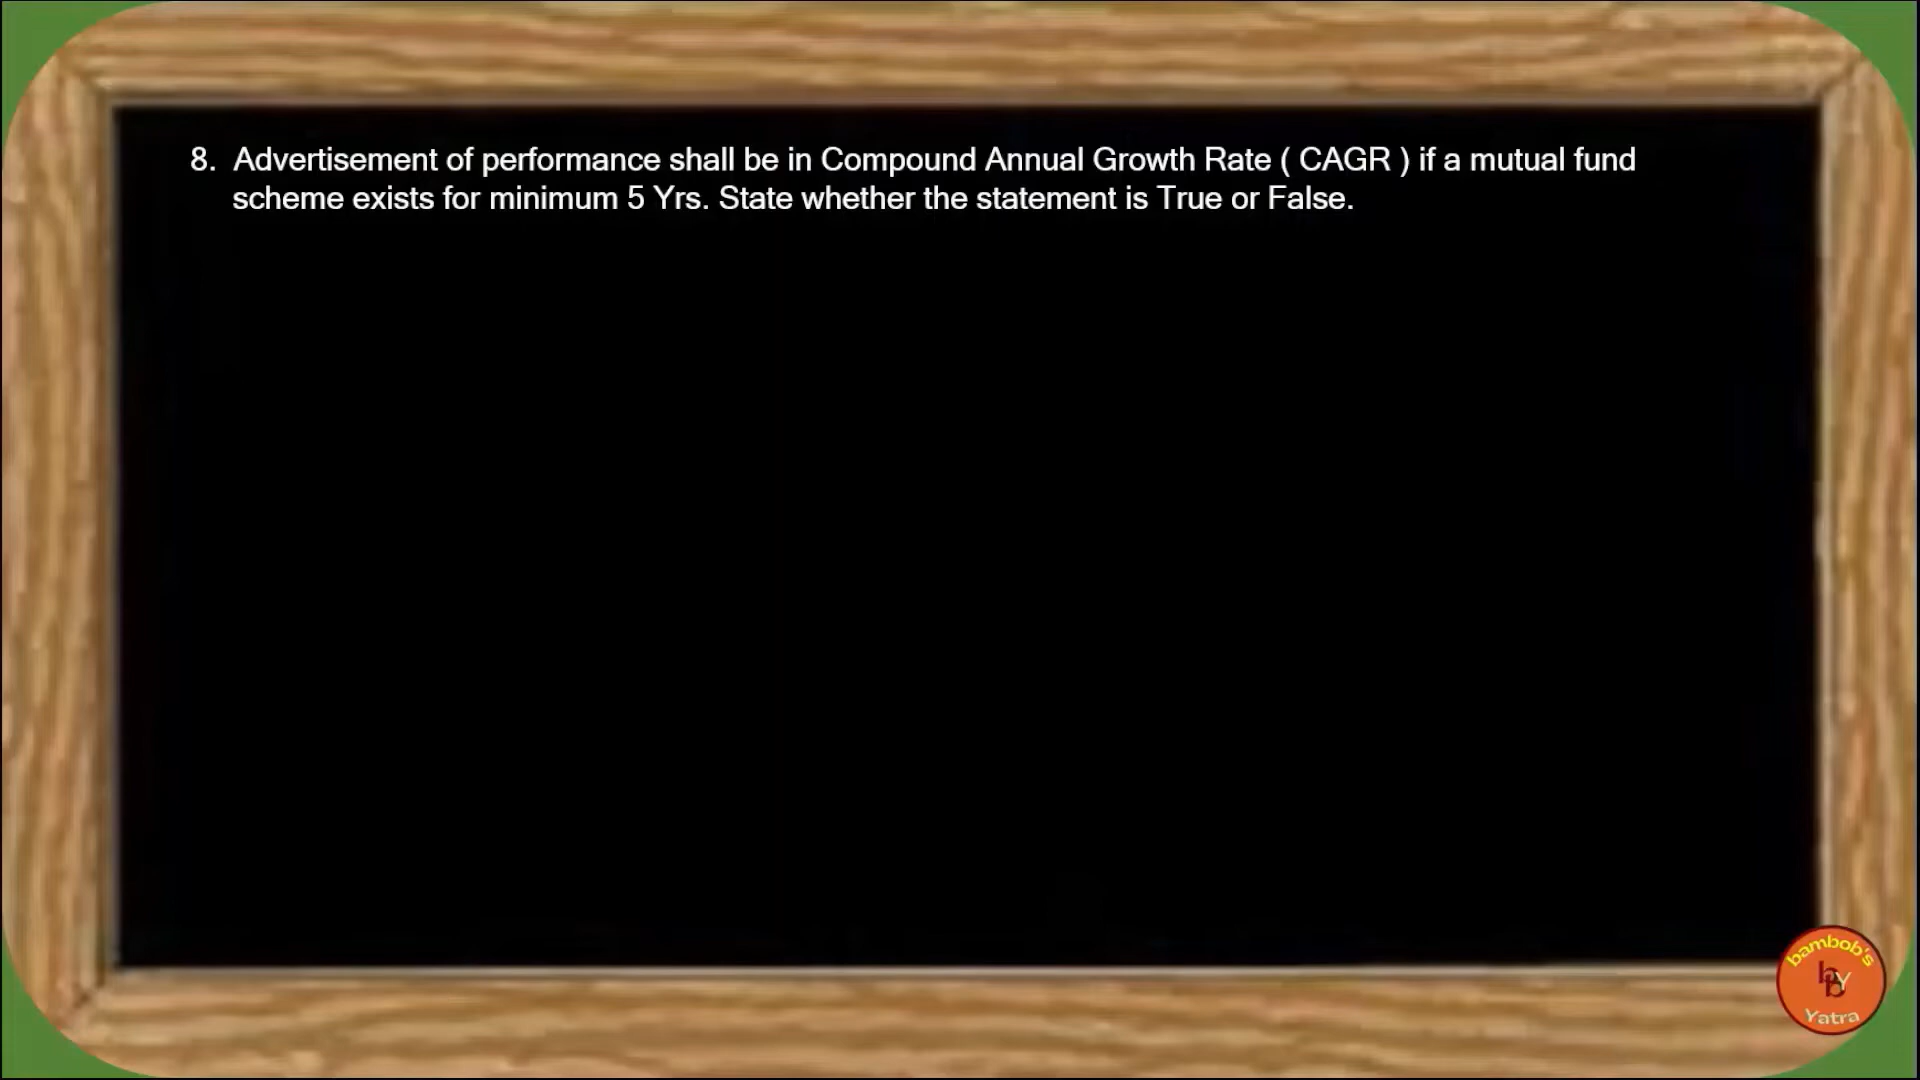 8. Advertisement of performance shall be in Compound Annual Growth Rate ( CAGR ) if a mutual fund
scheme exists for minimum 5 Yrs. State whether the statement is True or False.
bambob's
bYb
Yatra